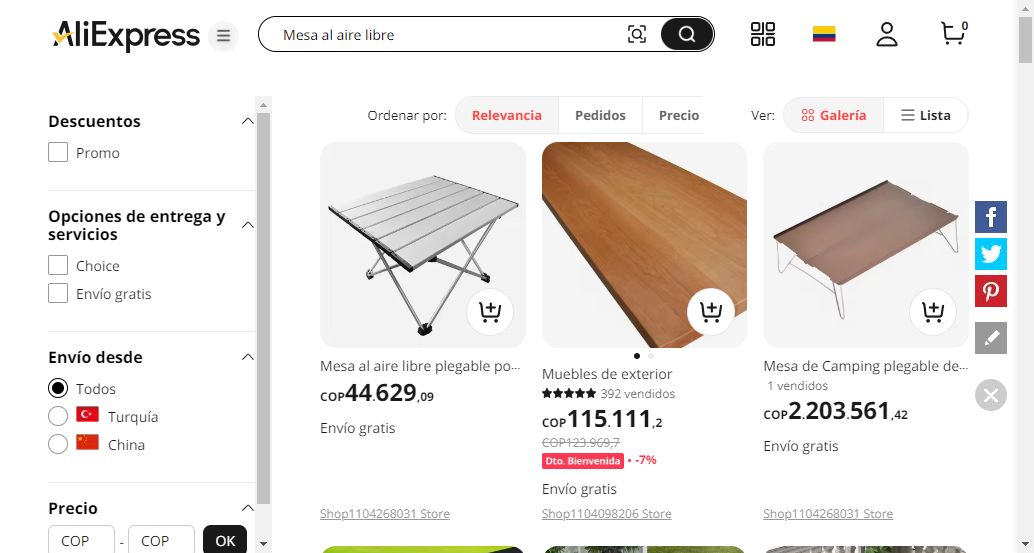 AliExpress
Mesa al aire libre
0
Descuentos
Promo
Opciones de entrega y
servicios
Choice
Envío gratis
Envío desde
Todos
Turquía
China
Precio
COP - COP OK
Ordenar por: Relevancia Pedidos Precio
Ver: Galería Lista
Mesa al aire libre plegable po...
COP44.629,09
Envío gratis
Shop1104268031 Store
Muebles de exterior
392 vendidos
COP115.111,2
COP123.969,7
Dto. Bienvenida -7%
Envío gratis
Shop1104098206 Store
Mesa de Camping plegable de...
1 vendidos
COP2.203.561,42
Envío gratis
Shop1104268031 Store